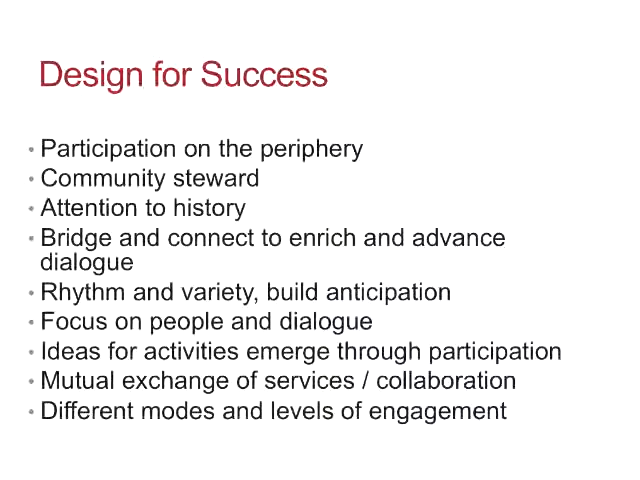 Design for Success
• Participation on the periphery
• Community steward
• Attention to history
• Bridge and connect to enrich and advance
dialogue
• Rhythm and variety, build anticipation
• Focus on people and dialogue
• Ideas for activities emerge through participation
• Mutual exchange of services / collaboration
• Different modes and levels of engagement